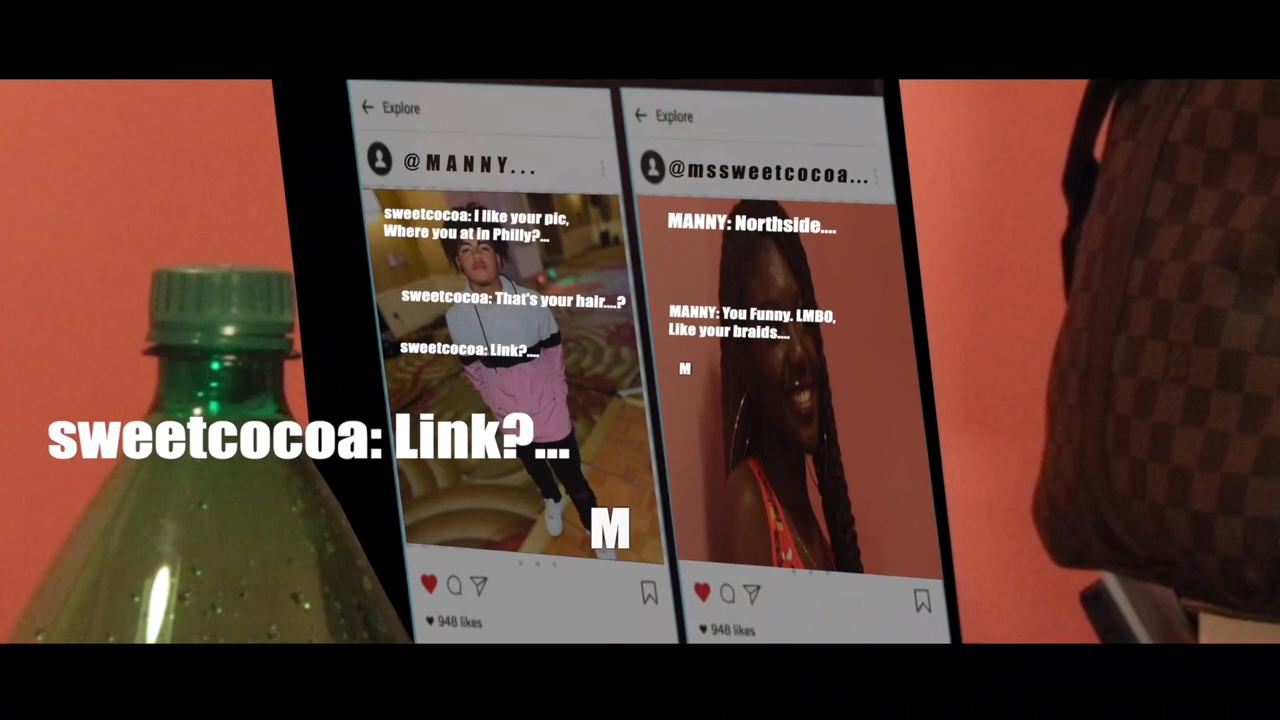 ← Explore
@MANNY...
sweetcocoa: I like your pic,
Where you at in Philly?...
sweetcocoa: That's your hair....?
sweetcocoa: Link?....
948 likes
← Explore
@mssweetcocoa...
MANNY: Northside....
MANNY: You Funny. LMBO,
Like your braids....
M
948 likes
sweetcocoa: Link?...
M